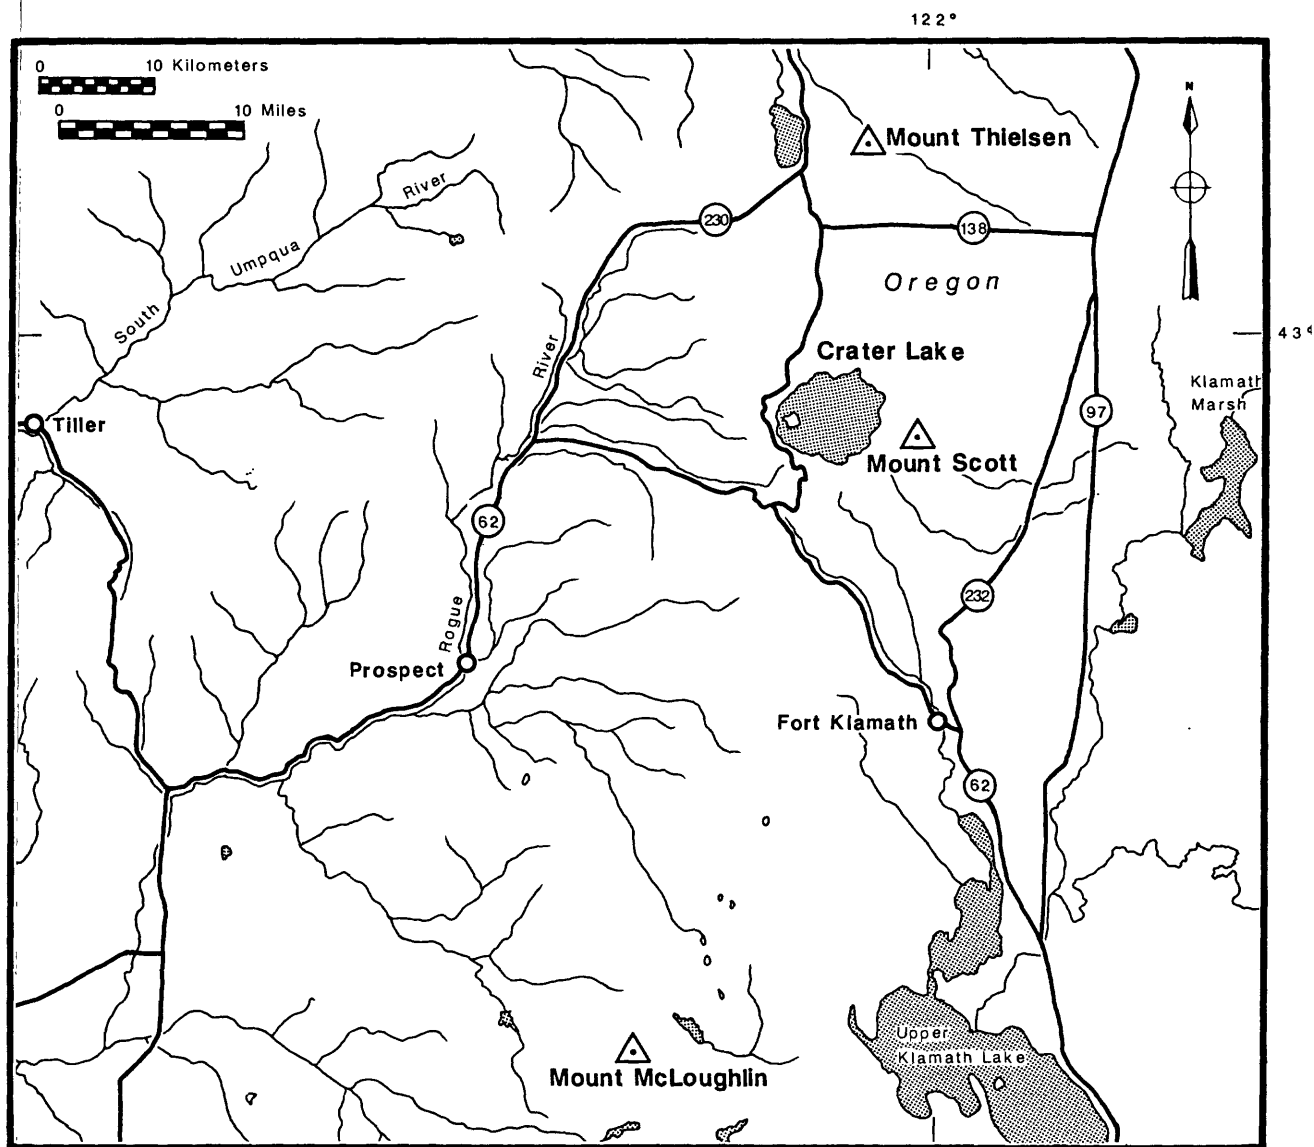 122°
0 10 Kilometers
0 10 Miles
N
Mount Thielsen
River
230
138
Umpqua
Oregon
South
43°
River
Crater Lake
Klamath
Marsh
97
Tiller
Mount Scott
62
232
Rogue
Prospect
Fort Klamath
62
Upper
Klamath Lake
Mount McLoughlin